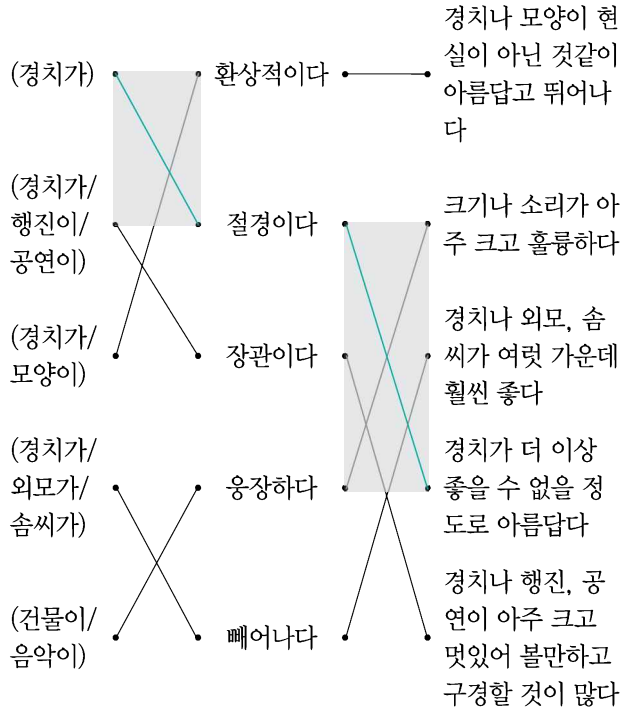 (경치가)
환상적이다
경치나 모양이 현
실이 아닌 것같이
아름답고 뛰어나
다
(경치가/
행진이/
공연이)
절경이다
크기나 소리가 아
주 크고 훌륭하다
(경치가/
모양이)
장관이다
경치나 외모, 솜
씨가 여럿 가운데
훨씬 좋다
(경치가/
외모가/
솜씨가)
웅장하다
경치가 더 이상
좋을 수 없을 정
도로 아름답다
(건물이/
음악이)
빼어나다
경치나 행진, 공
연이 아주 크고
멋있어 볼만하고
구경할 것이 많다